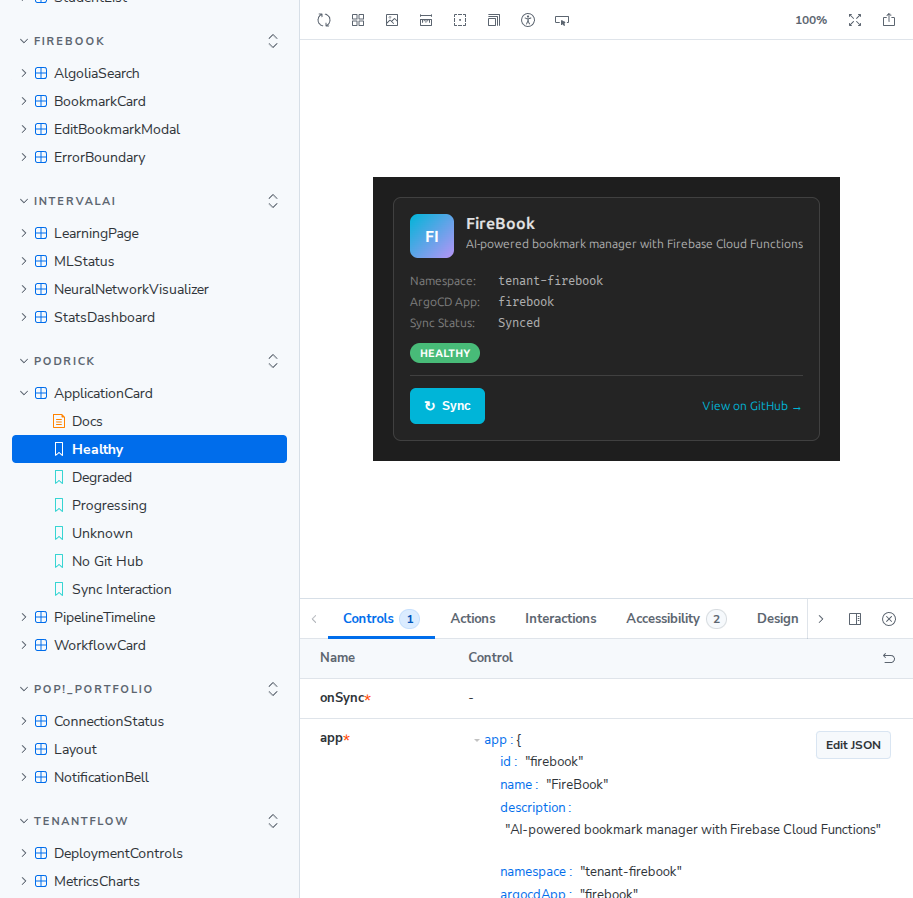 StudentList
FIREBOOK
AlgoliaSearch
BookmarkCard
EditBookmarkModal
ErrorBoundary
INTERVALAI
LearningPage
MLStatus
NeuralNetworkVisualizer
StatsDashboard
PODRICK
ApplicationCard
Docs
Healthy
Degraded
Progressing
Unknown
No Git Hub
Sync Interaction
PipelineTimeline
WorkflowCard
POP!_PORTFOLIO
ConnectionStatus
Layout
NotificationBell
TENANTFLOW
DeploymentControls
MetricsCharts
100%
FI
FireBook
AI-powered bookmark manager with Firebase Cloud Functions
Namespace: tenant-firebook
ArgoCD App: firebook
Sync Status: Synced
HEALTHY
↻ Sync
View on GitHub →
Controls 1 Actions Interactions Accessibility 2 Design
Name Control
onSync* -
app* app : {
Edit JSON
id : "firebook"
name : "FireBook"
description :
"AI-powered bookmark manager with Firebase Cloud Functions"
namespace : "tenant-firebook"
argocdApp : "firebook"